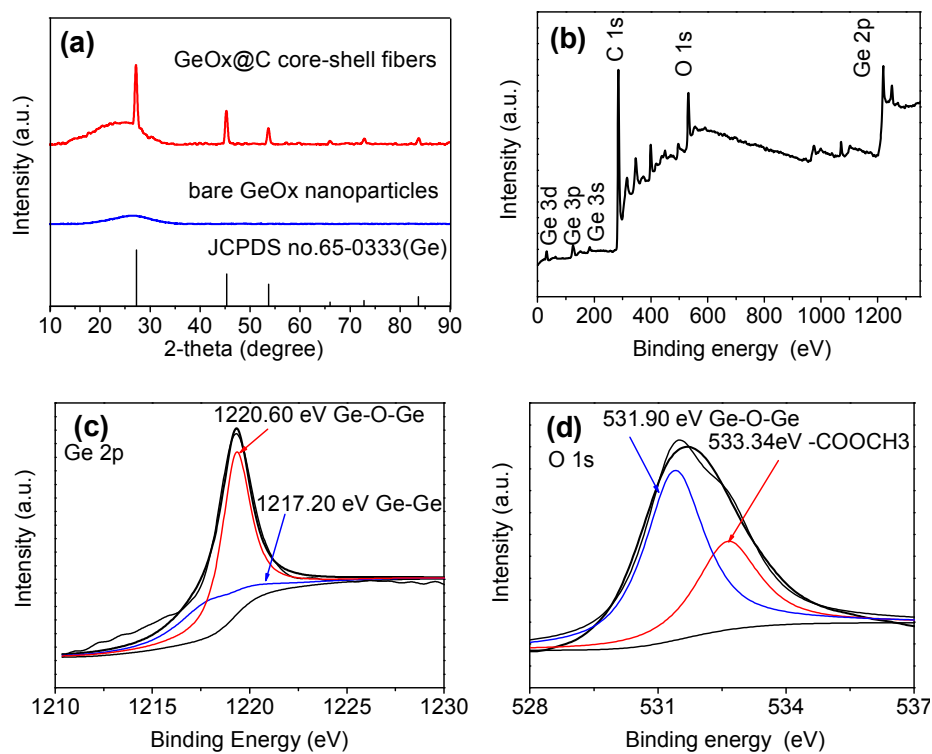 (a)
GeOx@C core-shell fibers
bare GeOx nanoparticles
JCPDS no.65-0333(Ge)
Intensity (a.u.)
10 20 30 40 50 60 70 80 90
2-theta (degree)
(b)
C 1s
O 1s
Ge 2p
Ge 3d
Ge 3p
Ge 3s
Intensity (a.u.)
0 200 400 600 800 1000 1200
Binding energy (eV)
(c)
Ge 2p
1220.60 eV Ge-O-Ge
1217.20 eV Ge-Ge
Intensity (a.u.)
1210 1215 1220 1225 1230
Binding Energy (eV)
(d)
O 1s
531.90 eV Ge-O-Ge
533.34eV -COOCH3
Intensity (a.u.)
528 531 534 537
Binding energy (eV)